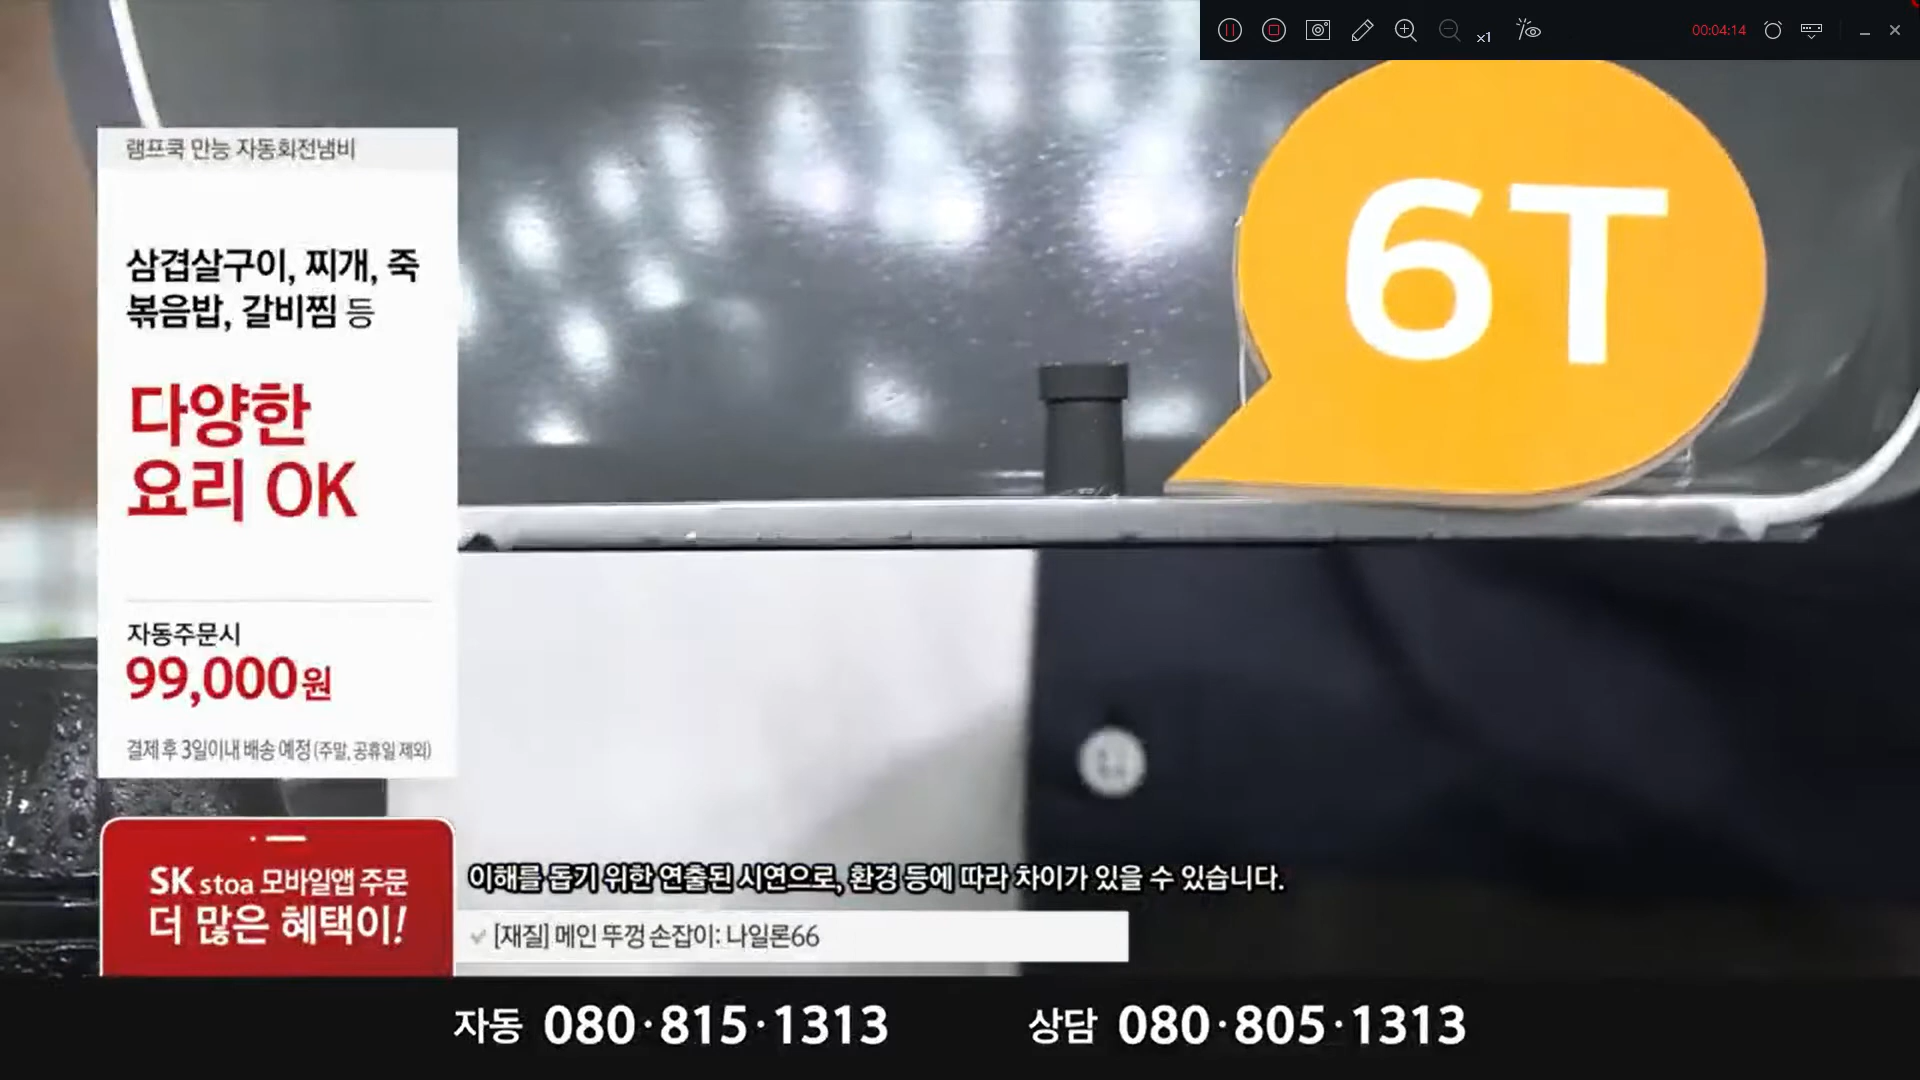 x1
00:04:14
램프쿡 만능 자동회전냄비
삼겹살구이, 찌개, 죽
볶음밥, 갈비찜 등
다양한
요리 OK
자동주문시
99,000원
결제 후 3일이내 배송 예정 (주말, 공휴일 제외)
6T
SK stoa 모바일앱 주문
더 많은 혜택이!
이해를 돕기 위한 연출된 시연으로, 환경 등에 따라 차이가 있을 수 있습니다.
[재질] 메인 뚜껑 손잡이: 나일론66
자동 080·815·1313
상담 080·805·1313